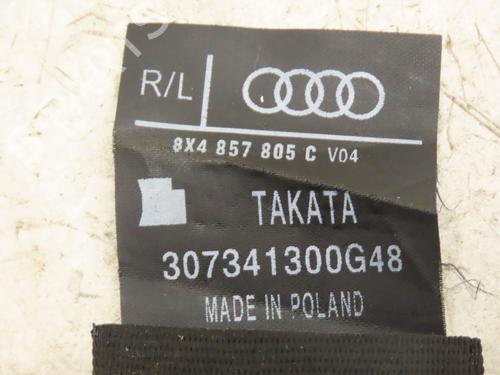 R/L
8X4 857 805 C V04
TAKATA
307341300G48
MADE IN POLAND